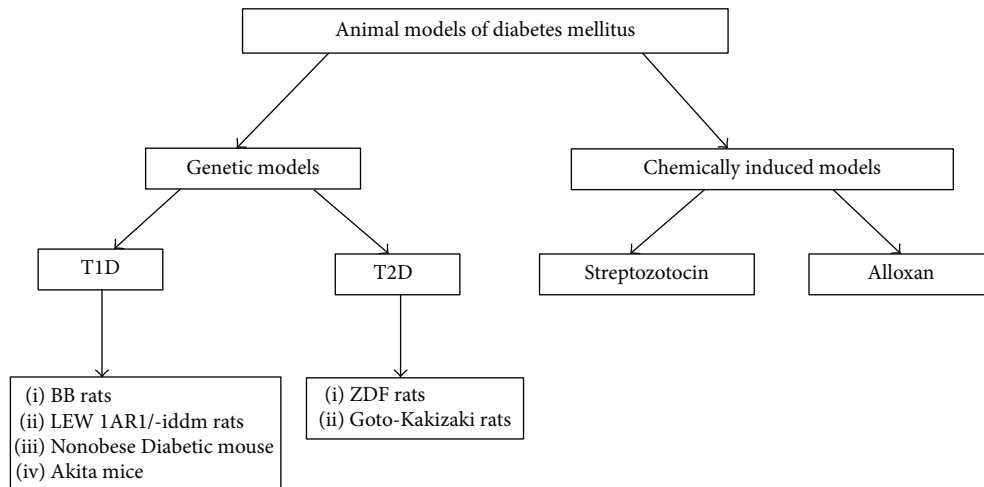 Animal models of diabetes mellitus
Genetic models
Chemically induced models
T1D
T2D
Streptozotocin
Alloxan
(i) BB rats
(ii) LEW 1AR1/-iddm rats
(iii) Nonobese Diabetic mouse
(iv) Akita mice
(i) ZDF rats
(ii) Goto-Kakizaki rats